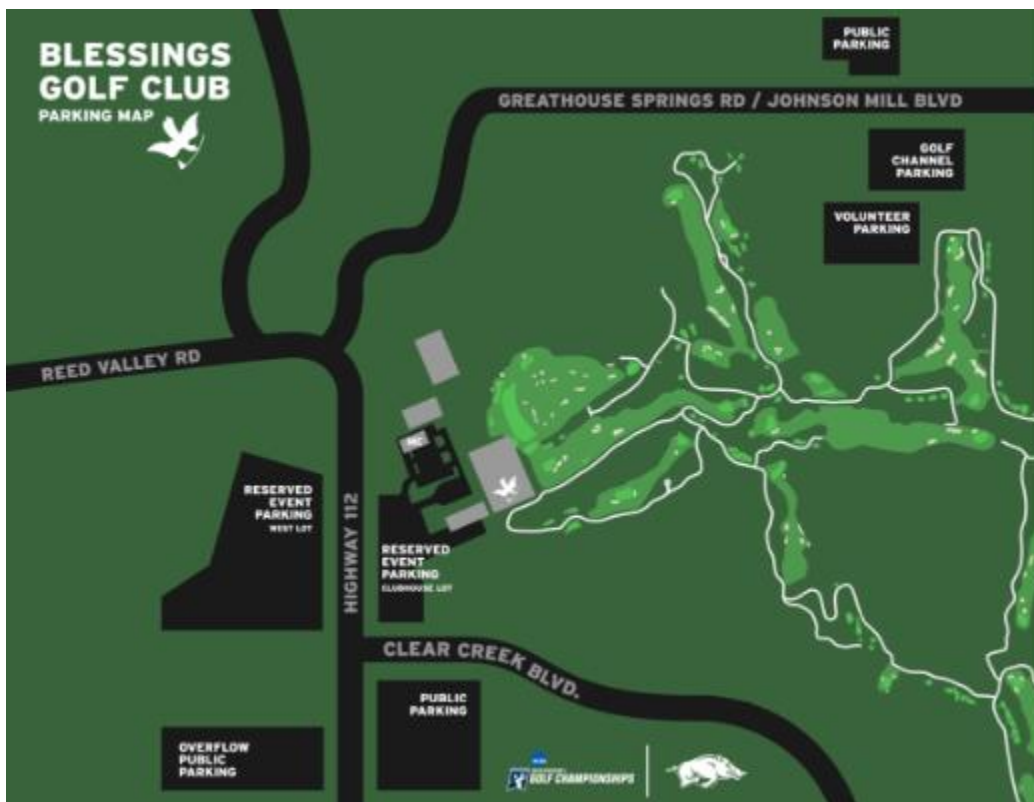 BLESSINGS
GOLF CLUB
PARKING MAP
PUBLIC
PARKING
GREATHOUSE SPRINGS RD / JOHNSON MILL BLVD
GOLF
CHANNEL
PARKING
VOLUNTEER
PARKING
REED VALLEY RD
RESERVED
EVENT
PARKING
WEST LOT
HIGHWAY 112
RESERVED
EVENT
PARKING
CLUBHOUSE LOT
CLEAR CREEK BLVD.
PUBLIC
PARKING
OVERFLOW
PUBLIC
PARKING
GOLF CHAMPIONSHIPS